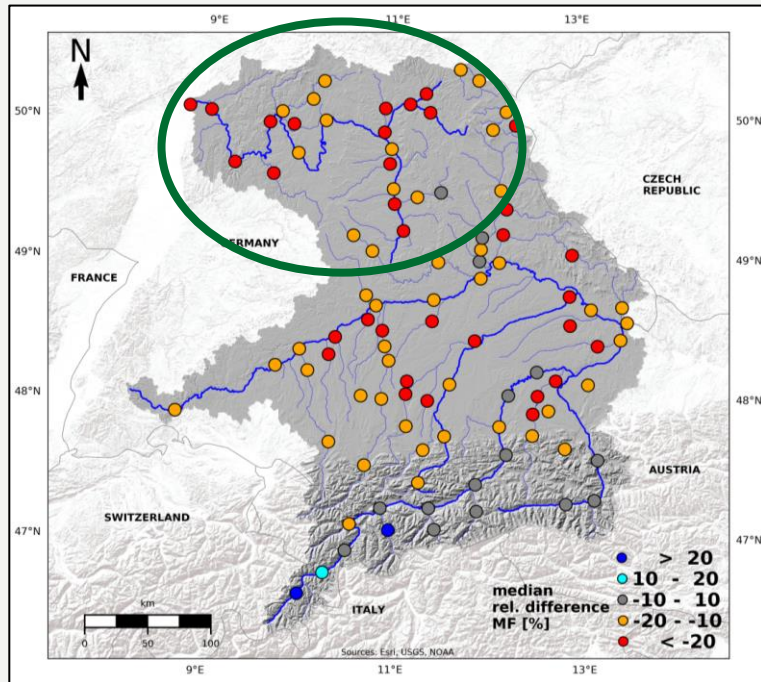 9°E 11°E 13°E
N
50°N 50°N
CZECH
REPUBLIC
GERMANY
49°N 49°N
FRANCE
48°N 48°N
AUSTRIA
SWITZERLAND
47°N 47°N
> 20
10 - 20
-10 - 10
-20 - -10
< -20
median
rel. difference
MF [%]
ITALY
km
0 50 100
Sources: Esri, USGS, NOAA
9°E 11°E 13°E